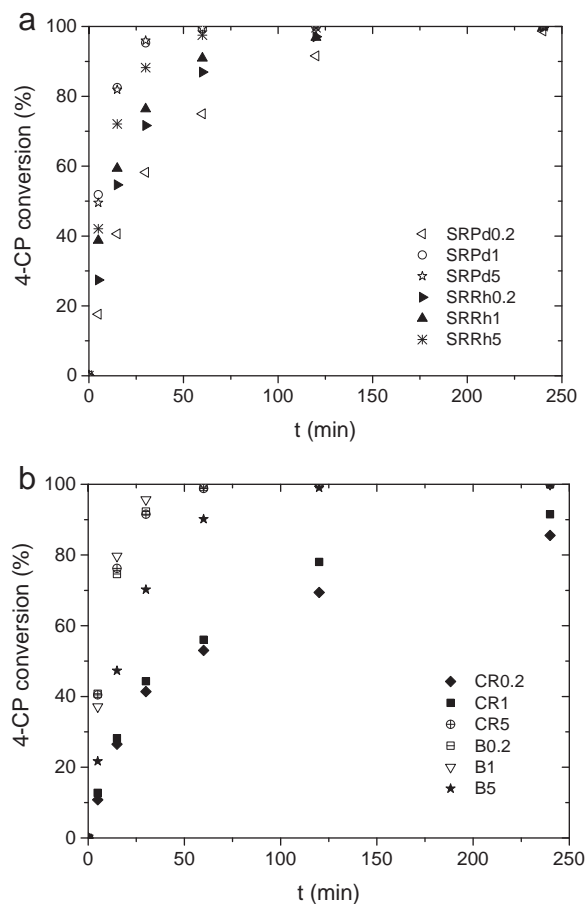 a
100
80
60
40
20
0
4-CP conversion (%)
SRPd0.2
SRPd1
SRPd5
SRRh0.2
SRRh1
SRRh5
0 50 100 150 200 250
t (min)
b
100
80
60
40
20
0
4-CP conversion (%)
CR0.2
CR1
CR5
B0.2
B1
B5
0 50 100 150 200 250
t (min)